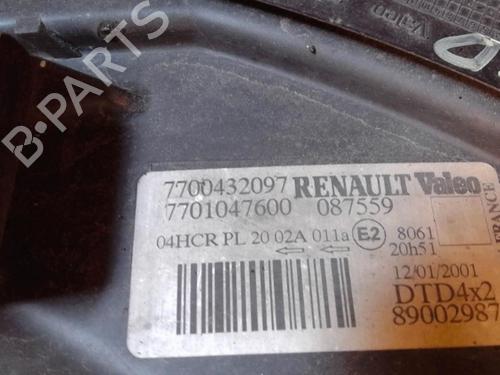 Valeo
B-PARTS
7700432097 RENAULT Valeo
7701047600 087559
04HCR PL 20 02A 011a E2 8061
20h51
FRANCE
12/01/2001
DTD4x2
89002987